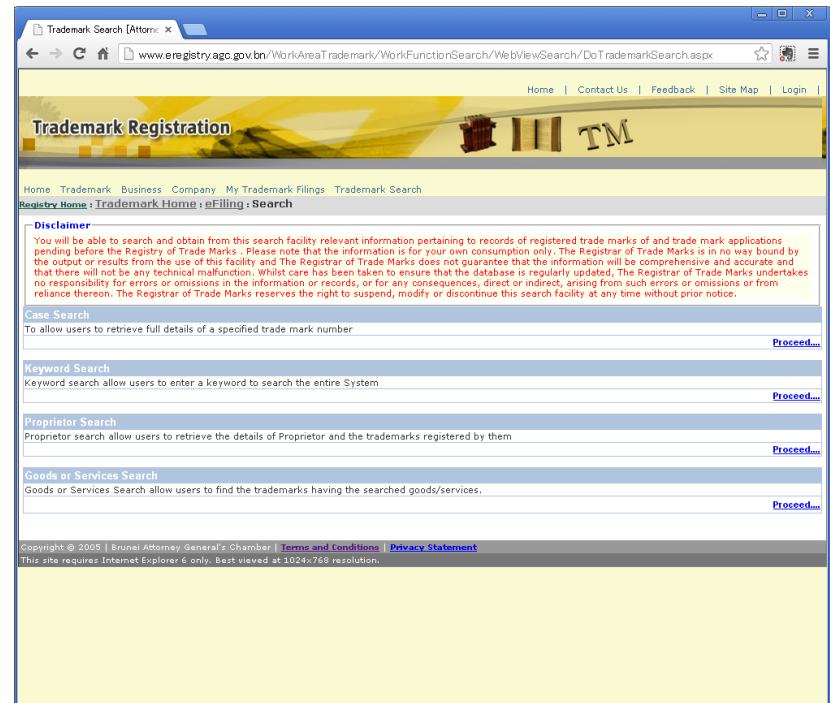 Trademark Search [Attorne
www.eregistry.agc.gov.bn/WorkAreaTrademark/WorkFunctionSearch/WebViewSearch/DoTrademarkSearch.aspx
Home | Contact Us | Feedback | Site Map | Login |
Trademark Registration
TM
Home Trademark Business Company My Trademark Filings Trademark Search
Registry Home : Trademark Home : eFiling : Search
Disclaimer
You will be able to search and obtain from this search facility relevant information pertaining to records of registered trade marks of and trade mark applications
pending before the Registry of Trade Marks . Please note that the information is for your own consumption only. The Registrar of Trade Marks is in no way bound by
the output or results from the use of this facility and The Registrar of Trade Marks does not guarantee that the information will be comprehensive and accurate and
that there will not be any technical malfunction. Whilst care has been taken to ensure that the database is regularly updated, The Registrar of Trade Marks undertakes
no responsibility for errors or omissions in the information or records, or for any consequences, direct or indirect, arising from such errors or omissions or from
reliance thereon. The Registrar of Trade Marks reserves the right to suspend, modify or discontinue this search facility at any time without prior notice.
Case Search
To allow users to retrieve full details of a specified trade mark number
Proceed....
Keyword Search
Keyword search allow users to enter a keyword to search the entire System
Proceed....
Proprietor Search
Proprietor search allow users to retrieve the details of Proprietor and the trademarks registered by them
Proceed....
Goods or Services Search
Goods or Services Search allow users to find the trademarks having the searched goods/services.
Proceed....
Copyright © 2005 | Brunei Attorney General's Chamber | Terms and Conditions | Privacy Statement
This site requires Internet Explorer 6 only. Best viewed at 1024x768 resolution.